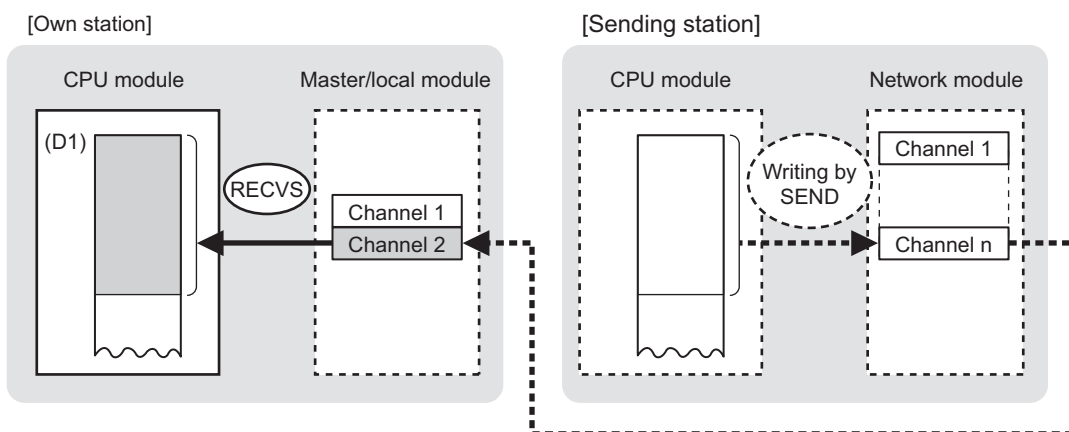 [Own station]
[Sending station]
CPU module
Master/local module
CPU module
Network module
(D1)
RECVS
Channel 1
Channel 2
Writing by
SEND
Channel 1
Channel n